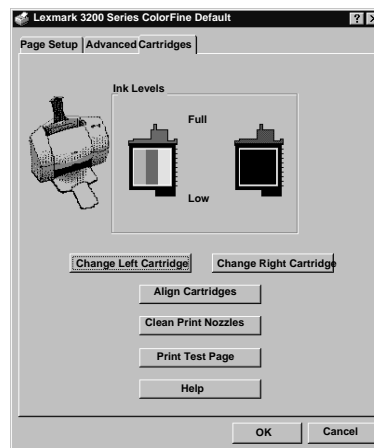 Lexmark 3200 Series ColorFine Default
Page Setup Advanced Cartridges
Ink Levels
Full
Low
Change Left Cartridge Change Right Cartridge
Align Cartridges
Clean Print Nozzles
Print Test Page
Help
OK Cancel